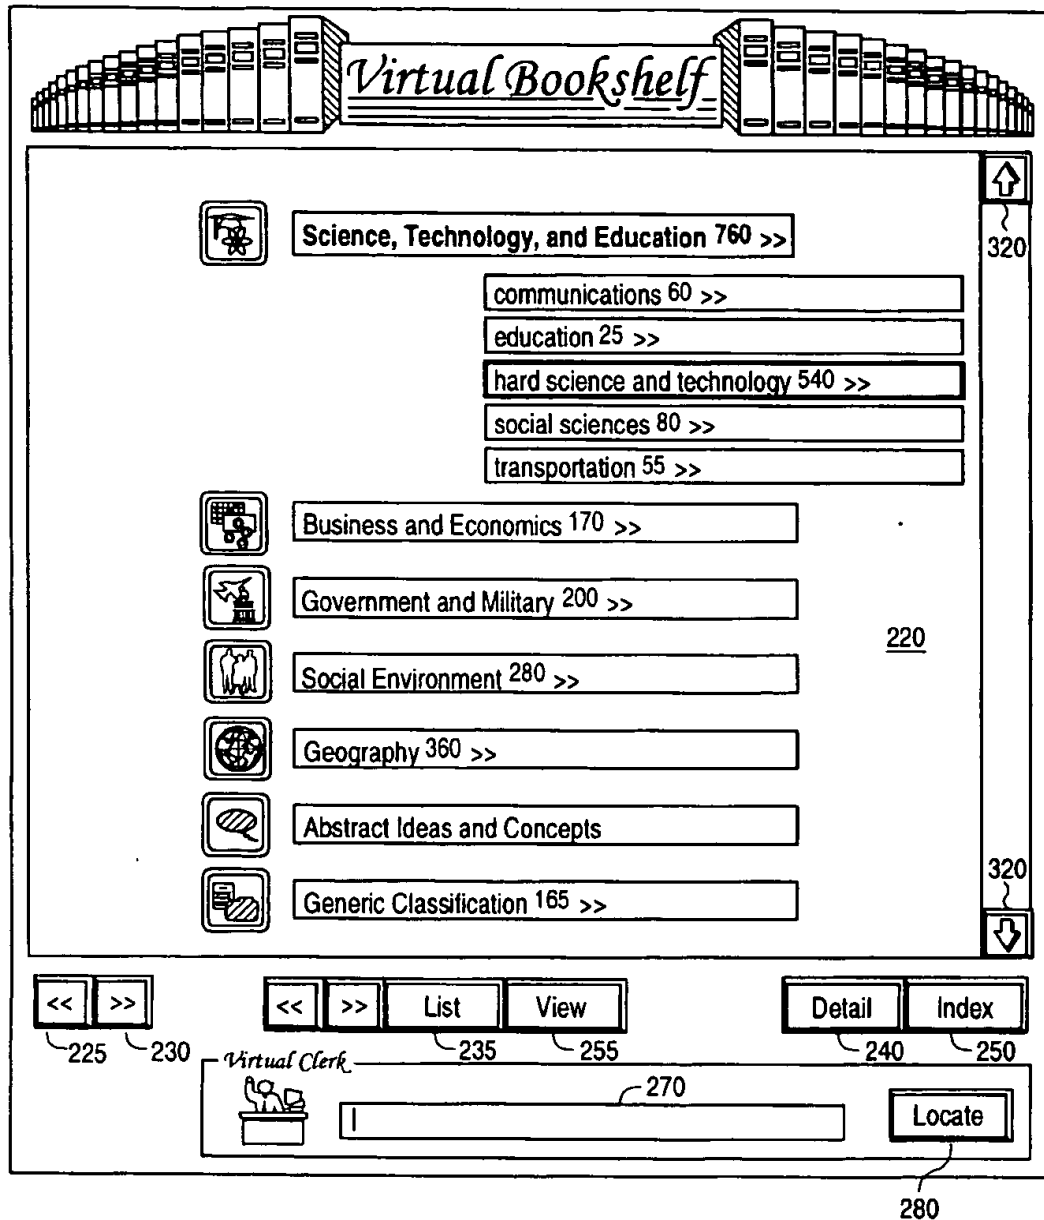 Virtual Bookshelf
Science, Technology, and Education 760 >>
320
communications 60 >>
education 25 >>
hard science and technology 540 >>
social sciences 80 >>
transportation 55 >>
Business and Economics 170 >>
Government and Military 200 >>
220
Social Environment 280 >>
Geography 360 >>
Abstract Ideas and Concepts
320
Generic Classification 165 >>
<< >> << >> List View Detail Index
225 230 235 255 240 250
Virtual Clerk
270
Locate
280